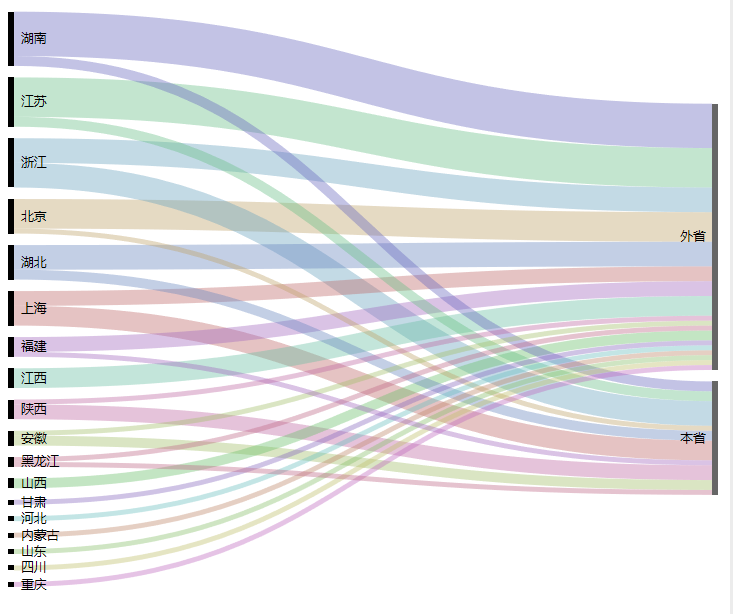 湖南
江苏
浙江
北京
外省
湖北
上海
福建
江西
陕西
安徽
本省
黑龙江
山西
甘肃
河北
内蒙古
山东
四川
重庆